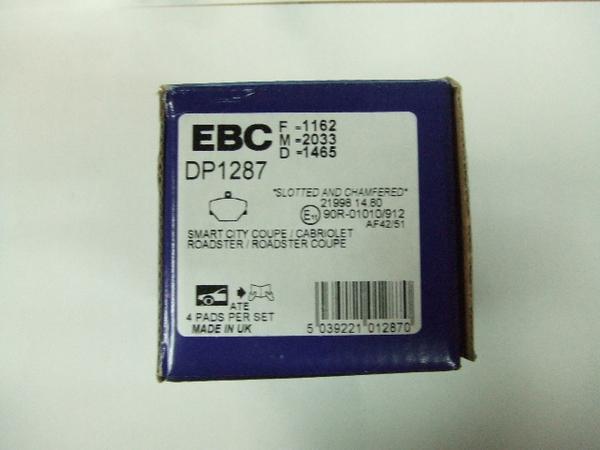 EBC
F -1162
M -2033
D -1465
DP1287
"SLOTTED AND CHAMFERED"
21998 14.80
E11 90R-01010/912
AF42/51
SMART CITY COUPE / CABRIOLET
ROADSTER / ROADSTER COUPE
ATE
4 PADS PER SET
MADE IN UK
5 039221 012870